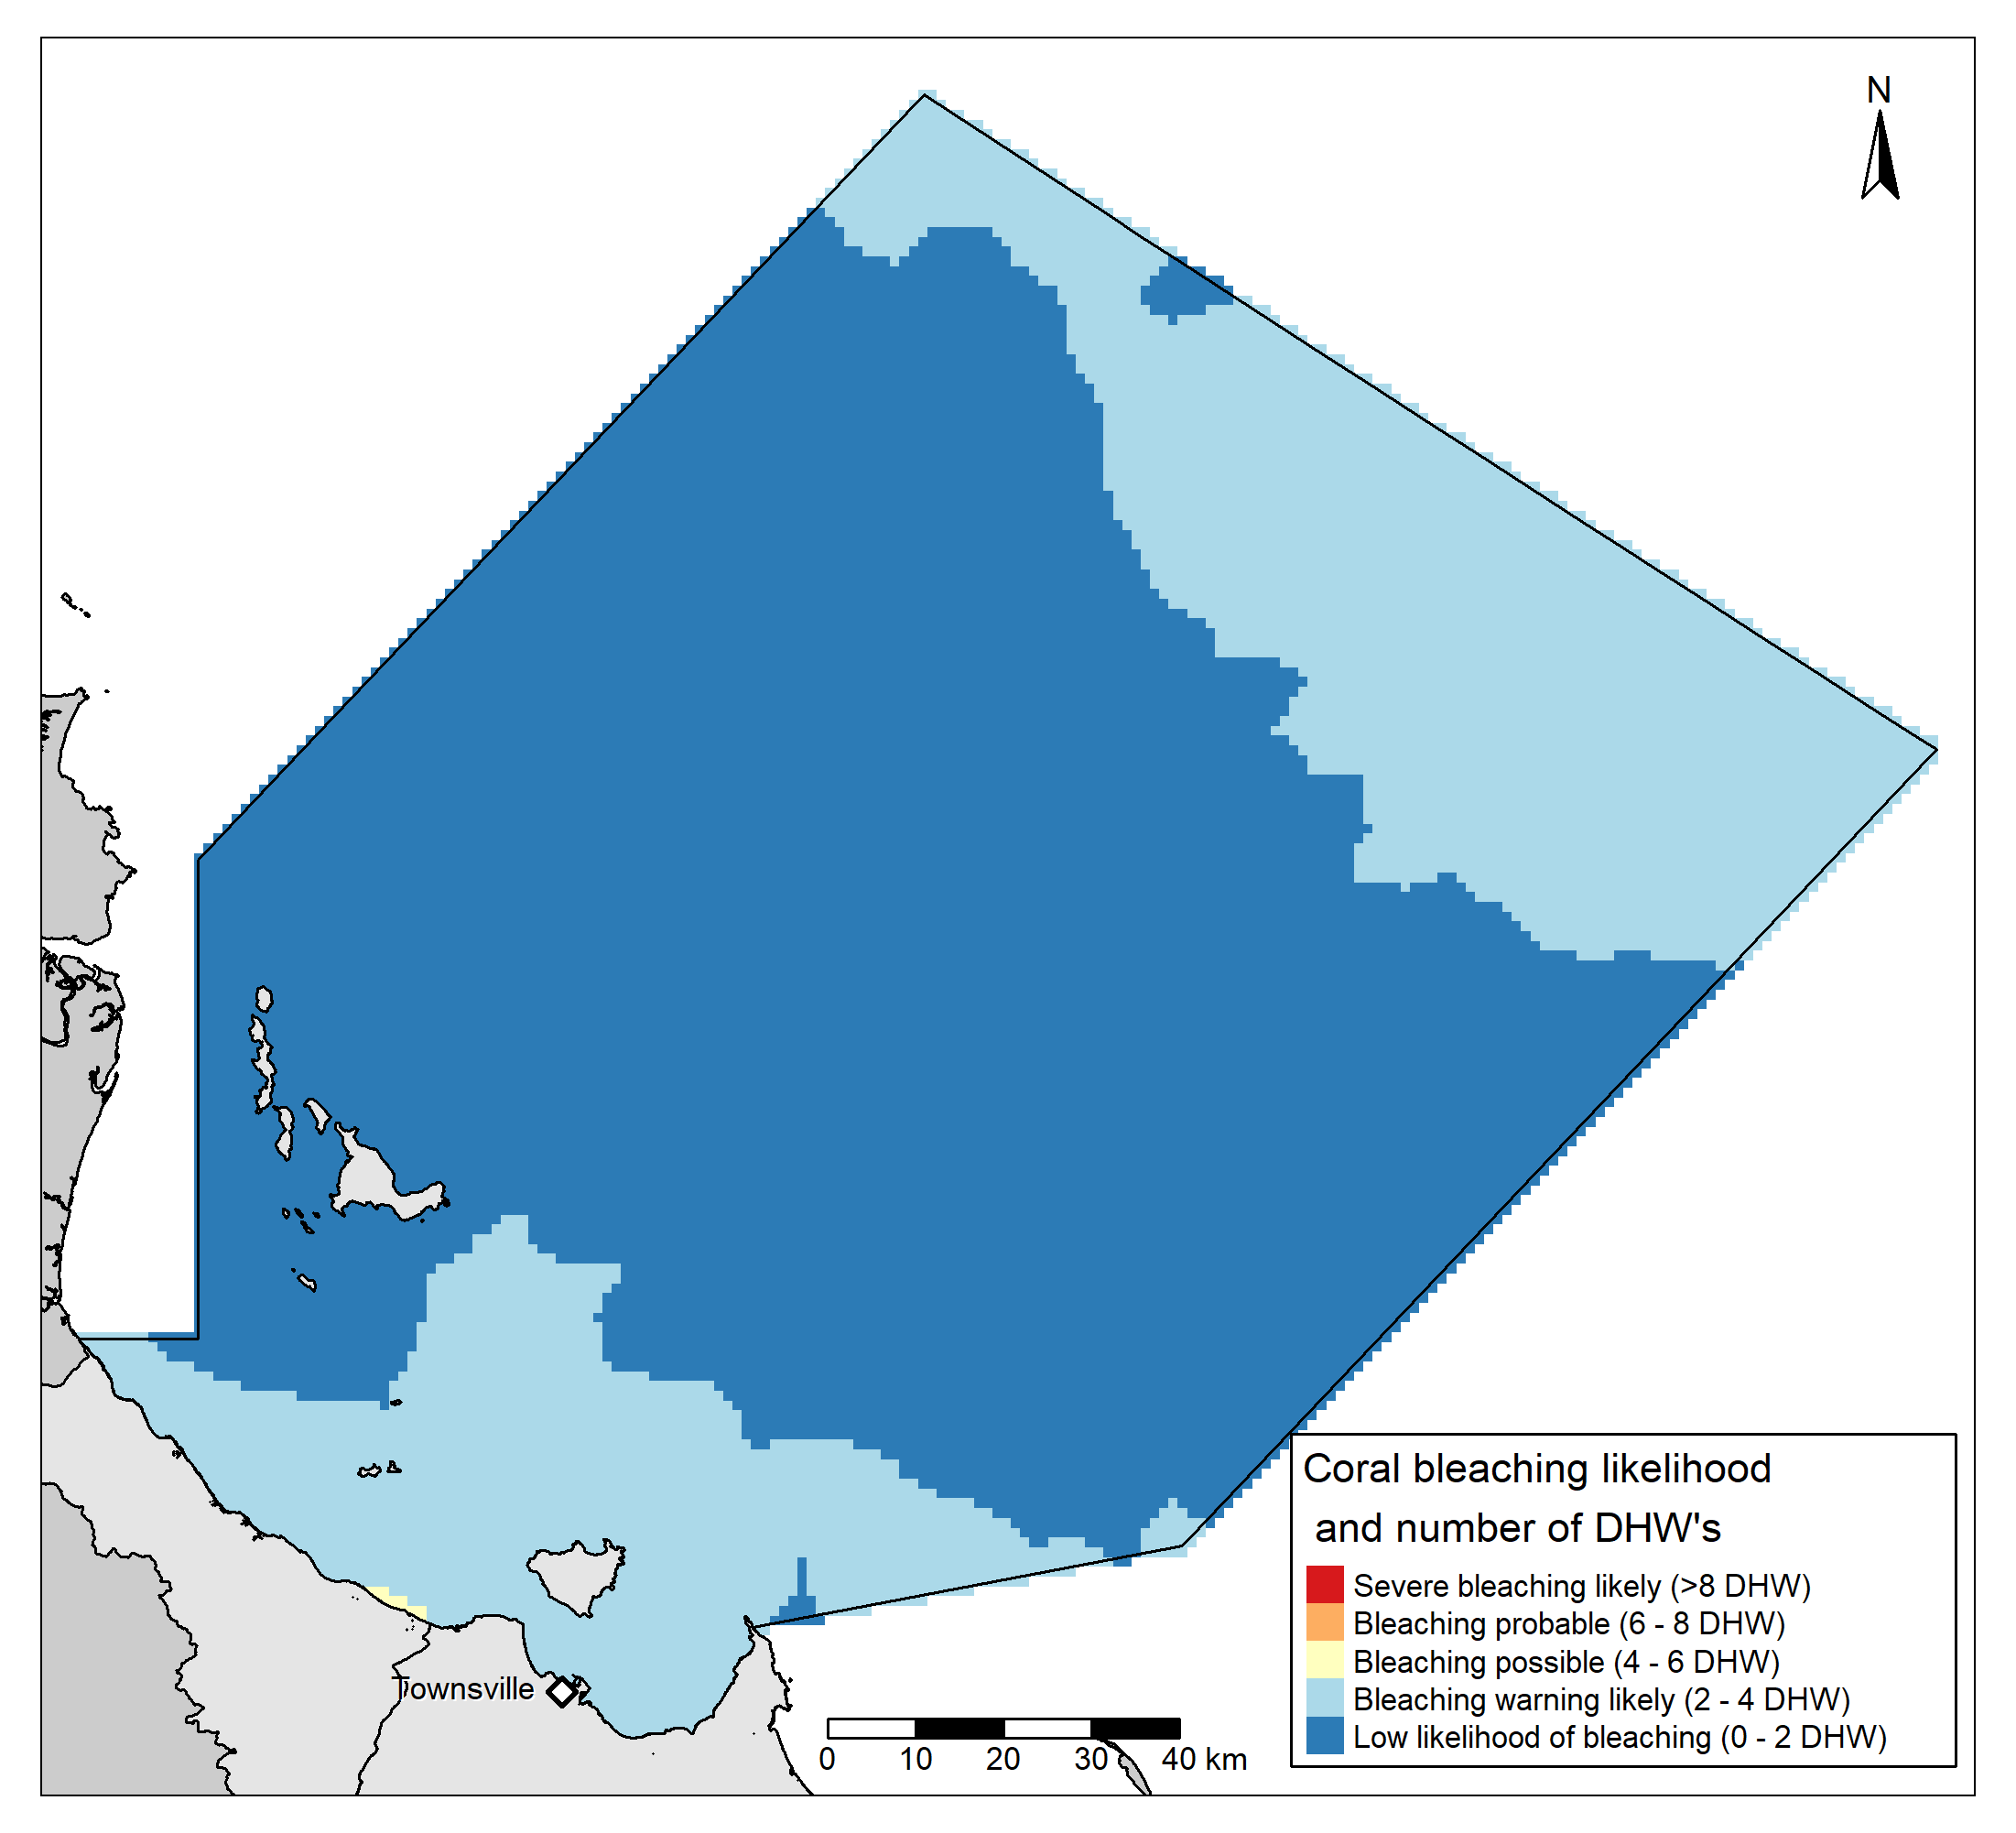 N
Townsville
0 10 20 30 40 km
Coral bleaching likelihood
and number of DHW's
Severe bleaching likely (>8 DHW)
Bleaching probable (6 - 8 DHW)
Bleaching possible (4 - 6 DHW)
Bleaching warning likely (2 - 4 DHW)
Low likelihood of bleaching (0 - 2 DHW)